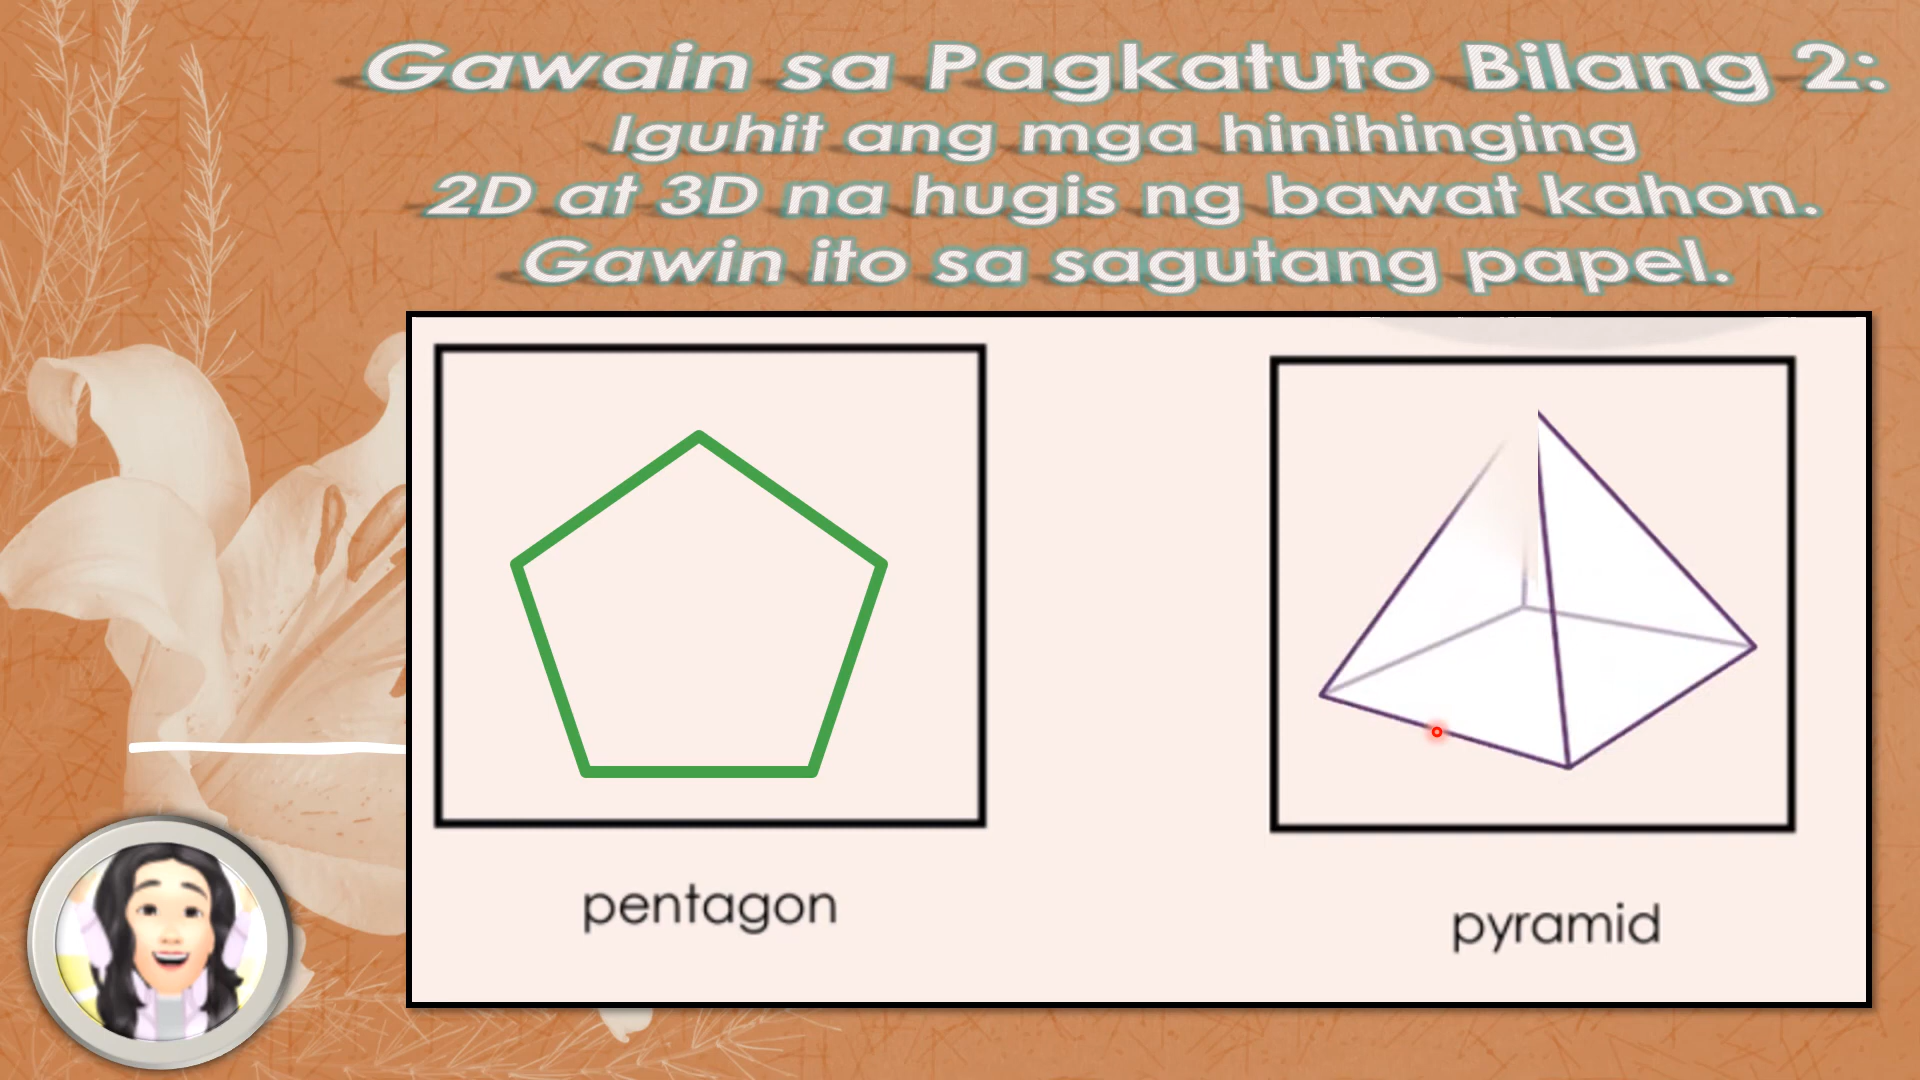 Gawain sa Pagkatuto Bilang 2:
Iguhit ang mga hinihinging
2D at 3D na hugis ng bawat kahon.
Gawin ito sa sagutang papel.
pentagon
pyramid